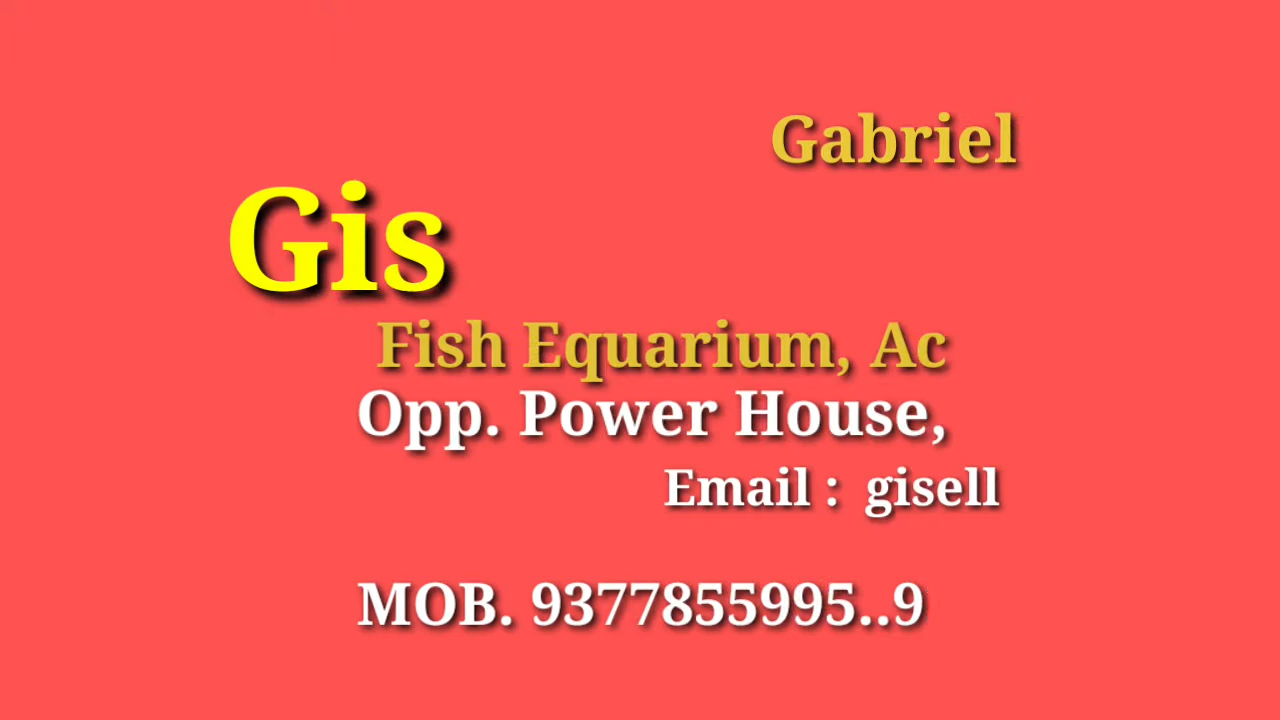 Gabriel
Gis
Fish Equarium, Ac
Opp. Power House,
Email : gisell
MOB. 9377855995..9